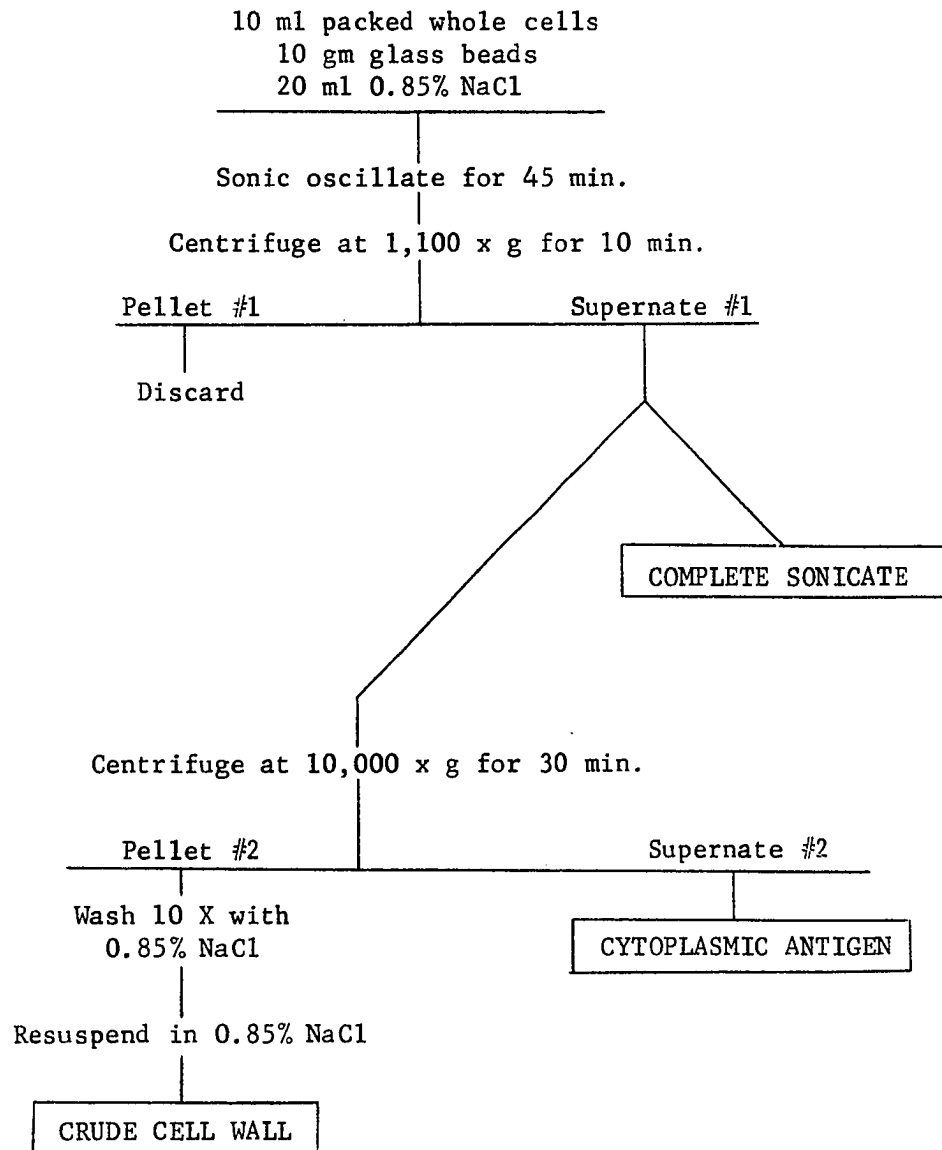 10 ml packed whole cells
10 gm glass beads
20 ml 0.85% NaCl
Sonic oscillate for 45 min.
Centrifuge at 1,100 x g for 10 min.
Pellet #1
Supernate #1
Discard
COMPLETE SONICATE
Centrifuge at 10,000 x g for 30 min.
Pellet #2
Supernate #2
Wash 10 X with
0.85% NaCl
CYTOPLASMIC ANTIGEN
Resuspend in 0.85% NaCl
CRUDE CELL WALL